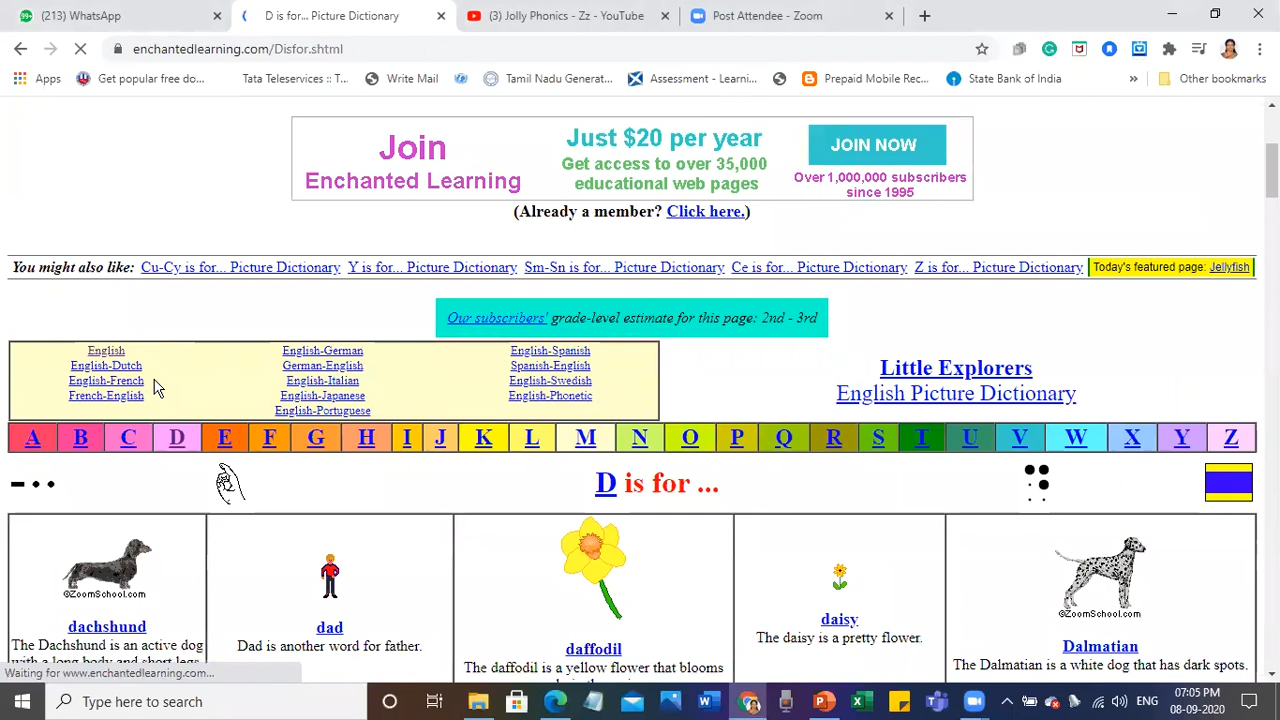 (213) WhatsApp
D is for... Picture Dictionary
(3) Jolly Phonics - Zz - YouTube
Post Attendee - Zoom
enchantedlearning.com/Disfor.shtml
Apps
Get popular free do...
Tata Teleservices :: T...
Write Mail
Tamil Nadu Generat...
Assessment - Learni...
Prepaid Mobile Rec...
State Bank of India
»
Other bookmarks
Join
Enchanted Learning
Just $20 per year
Get access to over 35,000
educational web pages
JOIN NOW
Over 1,000,000 subscribers
since 1995
(Already a member? Click here.)
You might also like: Cu-Cy is for... Picture Dictionary Y is for... Picture Dictionary Sm-Sn is for... Picture Dictionary Ce is for... Picture Dictionary Z is for... Picture Dictionary Today's featured page: Jellyfish
Our subscribers' grade-level estimate for this page: 2nd - 3rd
English English-German English-Spanish
English-Dutch German-English Spanish-English
English-French English-Italian English-Swedish
French-English English-Japanese English-Phonetic
English-Portuguese
Little Explorers
English Picture Dictionary
A B C D E F G H I J K L M N O P Q R S T U V W X Y Z
D is for ...
©ZoomSchool.com
dachshund
The Dachshund is an active dog
with a long body and short legs
dad
Dad is another word for father.
daffodil
The daffodil is a yellow flower that blooms
daisy
The daisy is a pretty flower.
©ZoomSchool.com
Dalmatian
The Dalmatian is a white dog that has dark spots.
Waiting for www.enchantedlearning.com...
Type here to search
ENG
07:05 PM
08-09-2020